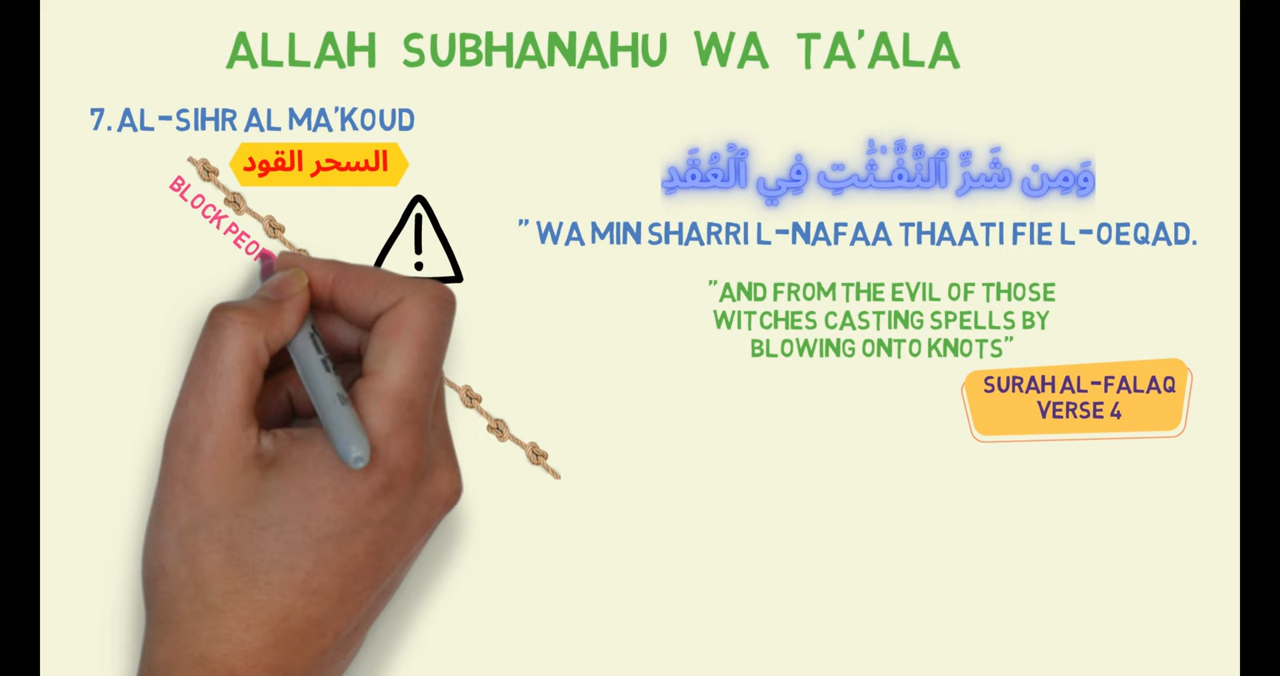 ALLAH SUBHANAHU WA TA'ALA
7. AL-SIHR AL MA'KOUD
السحر القود
BLOCK PEOP
وَمِن شَرِّ ٱلنَّفَّـٰثَـٰتِ فِي ٱلْعُقَدِ
"WA MIN SHARRI L-NAFAA THAATI FIE L-OEQAD.
"AND FROM THE EVIL OF THOSE
WITCHES CASTING SPELLS BY
BLOWING ONTO KNOTS"
SURAH AL-FALAQ
VERSE 4